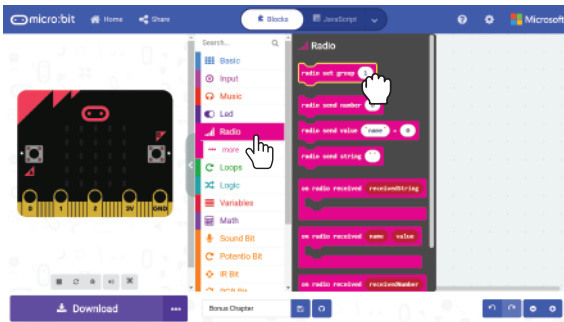 micro:bit Home Share Blocks JavaScript Microsoft
Search...
Basic
Input
Music
Led
Radio
more
Loops
Logic
Variables
Math
Sound Bit
Potentio Bit
IR Bit
Radio
radio set group 1
radio send number
radio send value "name" = 0
radio send string " "
on radio received receivedString
on radio received name value
on radio received receivedNumber
0 1 2 3V GND
Download
Bonus Chapter